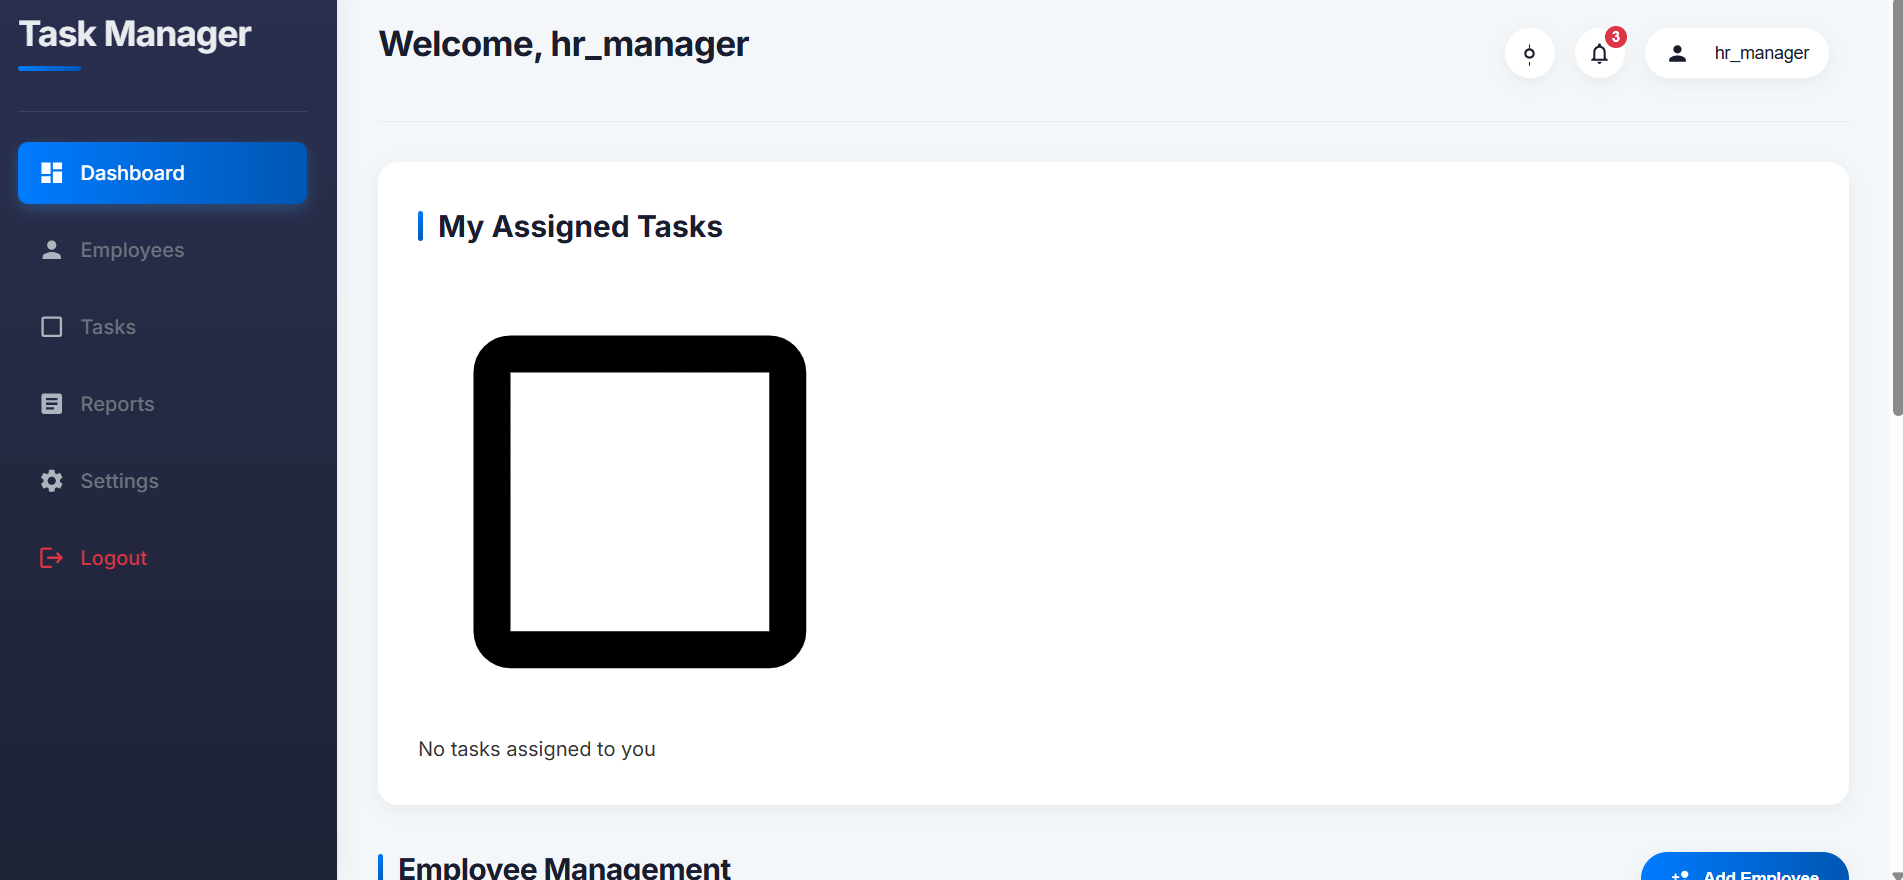 Task Manager
Dashboard
Employees
Tasks
Reports
Settings
Logout
Welcome, hr_manager
3
hr_manager
My Assigned Tasks
No tasks assigned to you
Employee Management
Add Employee